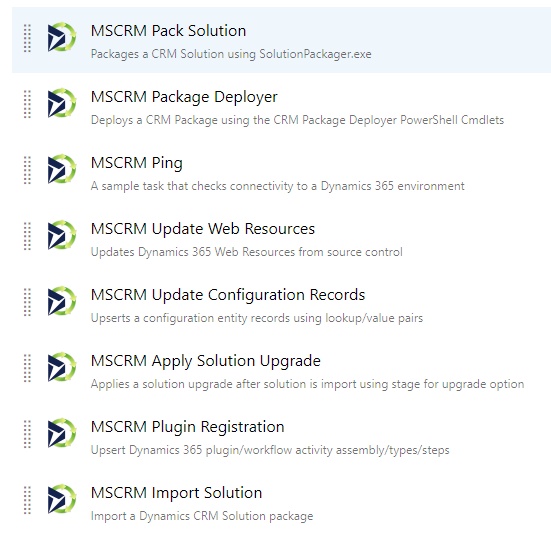 MSCRM Pack Solution
Packages a CRM Solution using SolutionPackager.exe
MSCRM Package Deployer
Deploys a CRM Package using the CRM Package Deployer PowerShell Cmdlets
MSCRM Ping
A sample task that checks connectivity to a Dynamics 365 environment
MSCRM Update Web Resources
Updates Dynamics 365 Web Resources from source control
MSCRM Update Configuration Records
Upserts a configuration entity records using lookup/value pairs
MSCRM Apply Solution Upgrade
Applies a solution upgrade after solution is import using stage for upgrade option
MSCRM Plugin Registration
Upsert Dynamics 365 plugin/workflow activity assembly/types/steps
MSCRM Import Solution
Import a Dynamics CRM Solution package